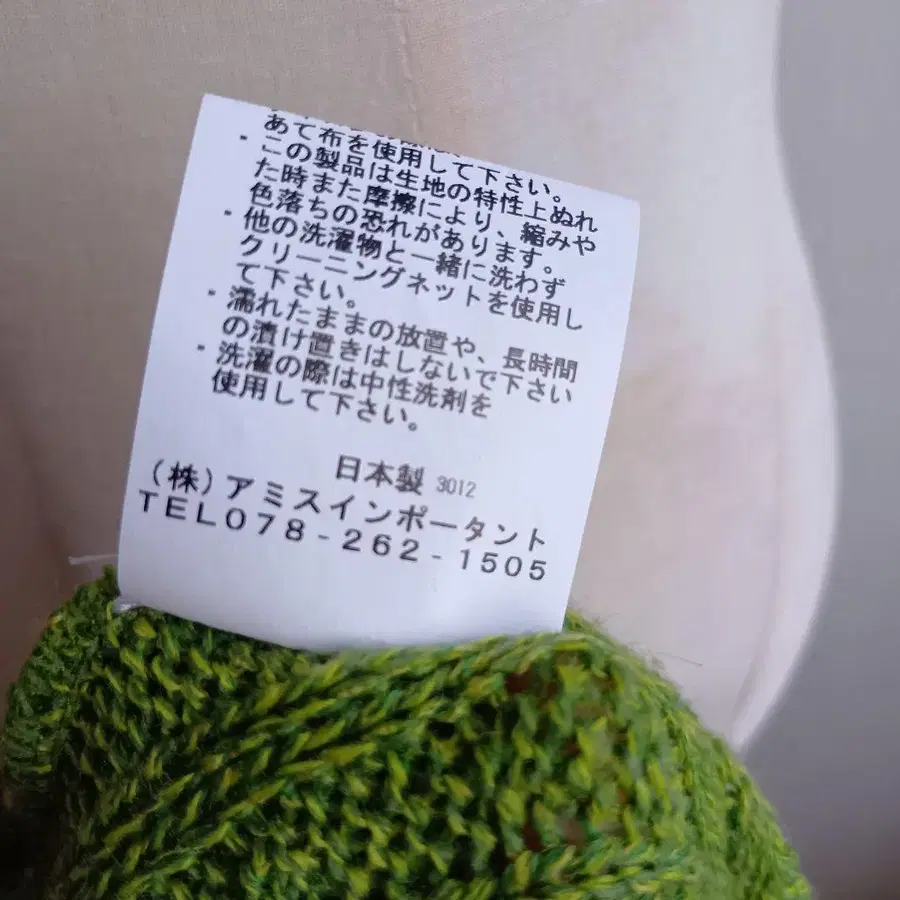 あて布を使用して下さい。
・この製品は生地の特性上ぬれ
た時また摩擦により、縮みや
色落ちの恐れがあります。
・他の洗濯物と一緒に洗わず
クリーニングネットを使用し
て下さい。
・濡れたままの放置や、長時間
の漬け置きはしないで下さい
・洗濯の際は中性洗剤を
使用して下さい。
日本製 3012
(株)アミスインポータント
TEL078-262-1505